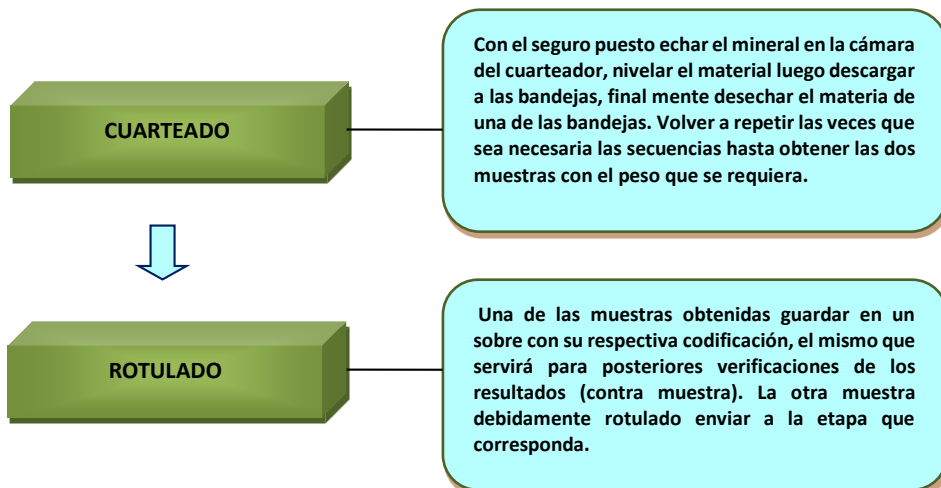 CUARTEADO
Con el seguro puesto echar el mineral en la cámara
del cuarteador, nivelar el material luego descargar
a las bandejas, final mente desechar el materia de
una de las bandejas. Volver a repetir las veces que
sea necesaria las secuencias hasta obtener las dos
muestras con el peso que se requiera.
ROTULADO
Una de las muestras obtenidas guardar en un
sobre con su respectiva codificación, el mismo que
servirá para posteriores verificaciones de los
resultados (contra muestra). La otra muestra
debidamente rotulado enviar a la etapa que
corresponda.